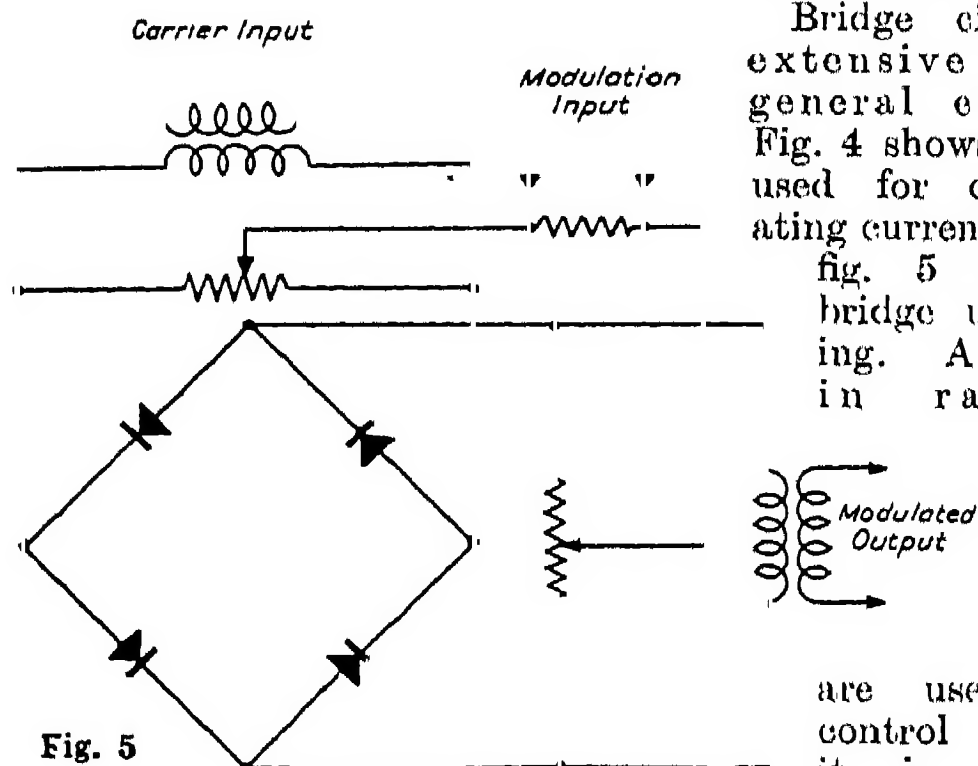 Carrier Input
Modulation
Input
Bridge
extensive
general e
Fig. 4 shows
used for
ating curren
fig. 5
bridge u
ing. A
in ra
Modulated
Output
are use
control
Fig. 5